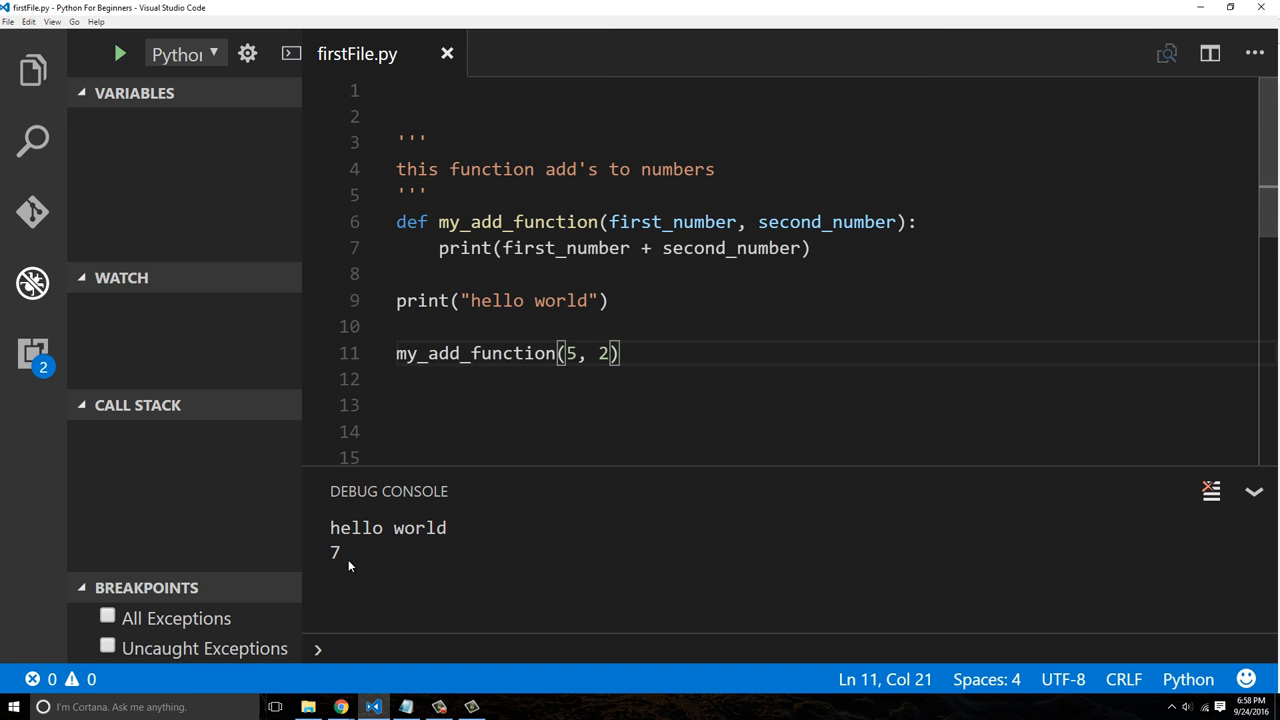 firstFile.py - Python For Beginners - Visual Studio Code
File Edit View Go Help
Pythor
firstFile.py
VARIABLES
WATCH
CALL STACK
BREAKPOINTS
All Exceptions
Uncaught Exceptions
2
1
2
3 '''
4 this function add's to numbers
5 '''
6 def my_add_function(first_number, second_number):
7 print(first_number + second_number)
8
9 print("hello world")
10
11 my_add_function(5, 2)
12
13
14
15
DEBUG CONSOLE
hello world
7
0 0 Ln 11, Col 21 Spaces: 4 UTF-8 CRLF Python
I'm Cortana. Ask me anything.
6:58 PM
9/24/2016